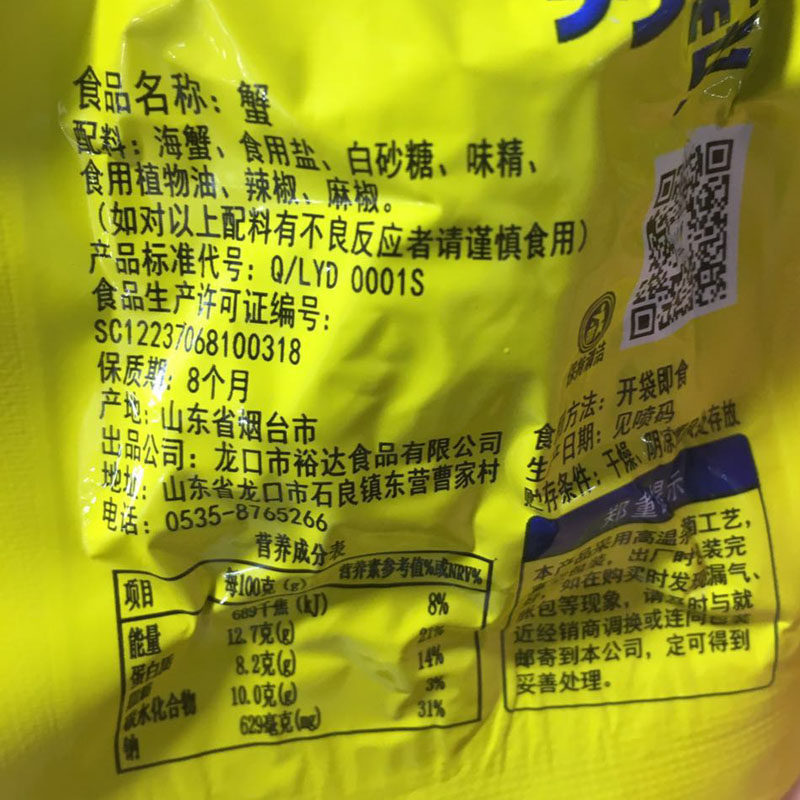 食品名称：蟹
配料：海蟹、食用盐、白砂糖、味精、
食用植物油、辣椒、麻椒。
（如对以上配料有不良反应者请谨慎食用）
产品标准代号：Q/LYD 0001S
食品生产许可证编号：
SC12237068100318
保质期：8个月
产地：山东省烟台市
出品公司：龙口市裕达食品有限公司
地址：山东省龙口市石良镇东营曹家村
电话：0535-8765266
营养成分表
项目 每100克(g) 营养素参考值%或NRV%
能量 689千焦(kJ) 8%
蛋白质 12.7克(g) 21%
8.2克(g) 14%
碳水化合物 10.0克(g) 3%
钠 629毫克(mg) 31%
食 方法：开袋即食
生 日期：见喷码
存条件：干燥、阴凉 处存放
郑重提示
本产品采用高温 菌工艺，
装，出厂时 装完
如在购买时发现漏气、
胀包等现象，请 时与就
近经销商调换或连同包装
邮寄到本公司，定可得到
妥善处理。